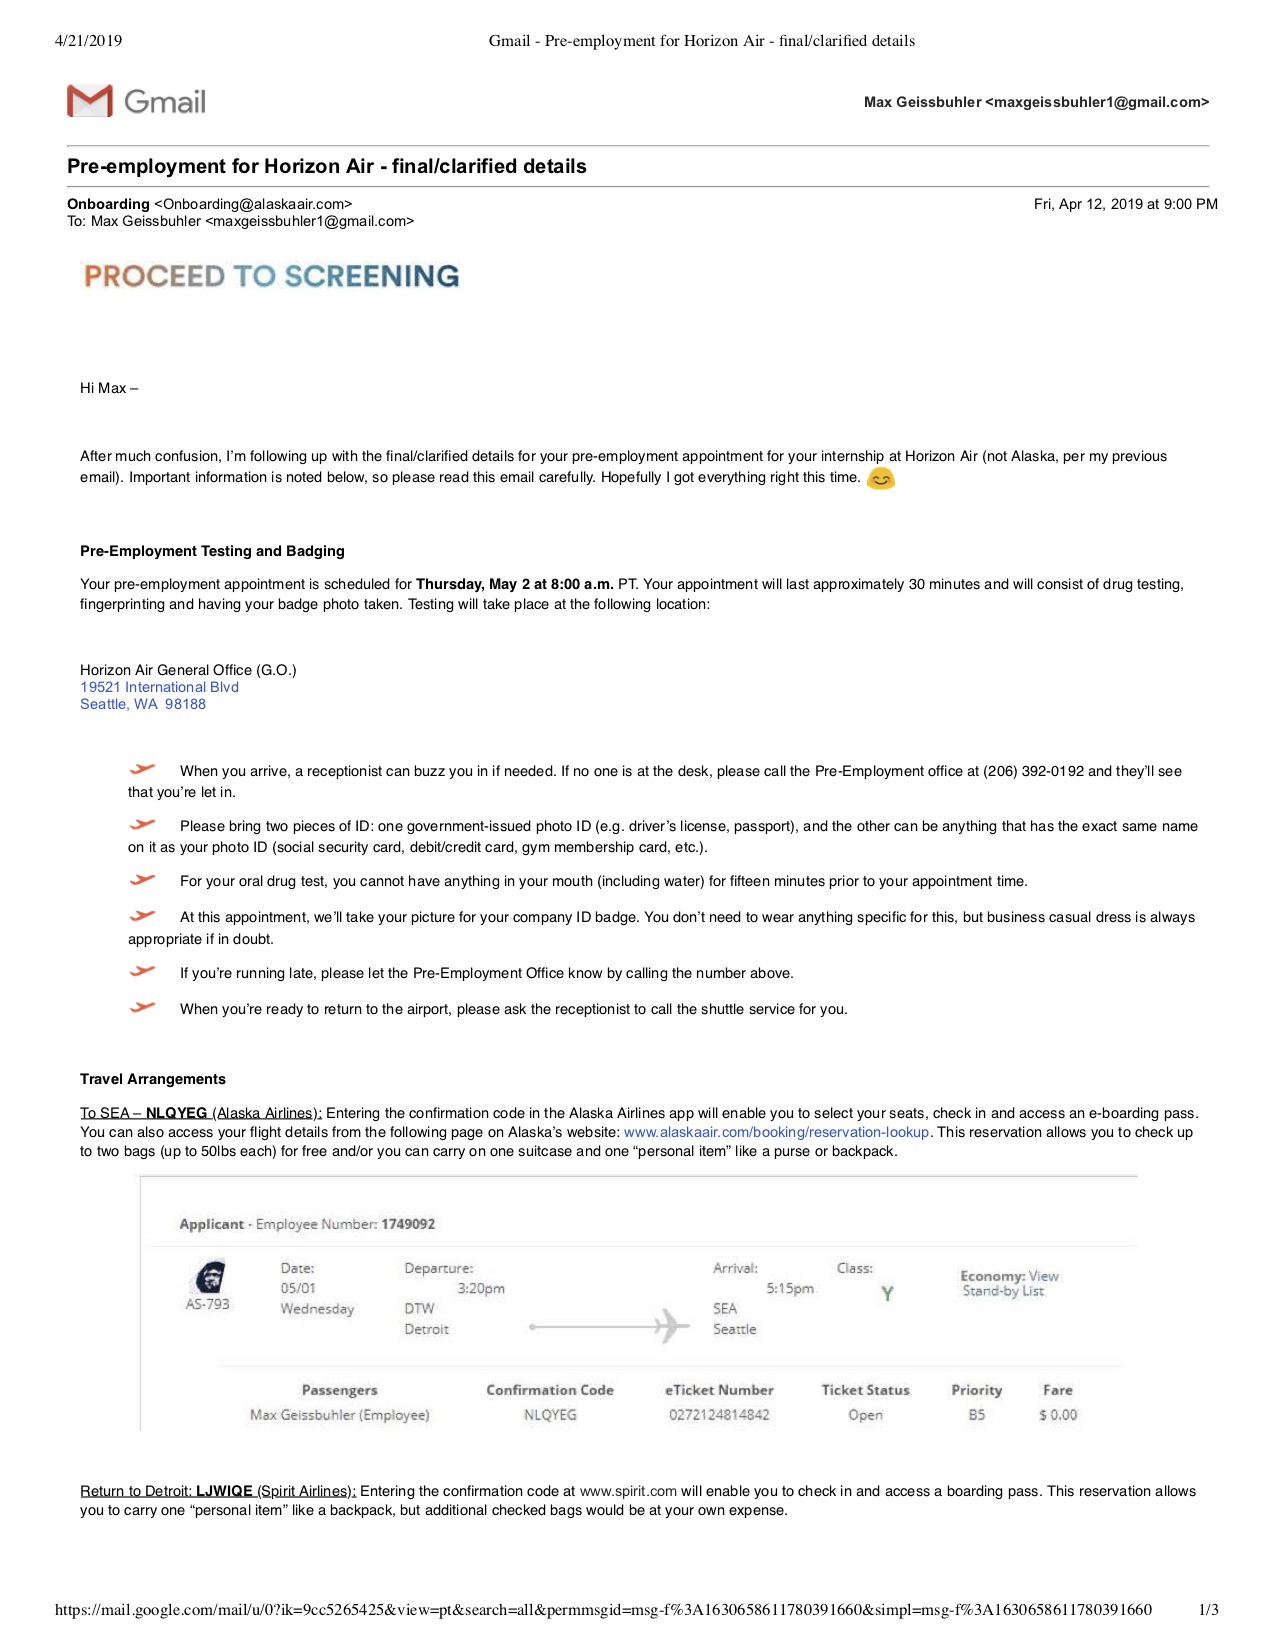 4/21/2019
Gmail - Pre-employment for Horizon Air - final/clarified details
Gmail
Max Geissbuhler <maxgeissbuhler1@gmail.com>
Pre-employment for Horizon Air - final/clarified details
Onboarding <Onboarding@alaskaair.com>
Fri, Apr 12, 2019 at 9:00 PM
To: Max Geissbuhler <maxgeissbuhler1@gmail.com>
PROCEED TO SCREENING
Hi Max –
After much confusion, I’m following up with the final/clarified details for your pre-employment appointment for your internship at Horizon Air (not Alaska, per my previous
email). Important information is noted below, so please read this email carefully. Hopefully I got everything right this time. 😊
Pre-Employment Testing and Badging
Your pre-employment appointment is scheduled for Thursday, May 2 at 8:00 a.m. PT. Your appointment will last approximately 30 minutes and will consist of drug testing,
fingerprinting and having your badge photo taken. Testing will take place at the following location:
Horizon Air General Office (G.O.)
19521 International Blvd
Seattle, WA  98188
When you arrive, a receptionist can buzz you in if needed. If no one is at the desk, please call the Pre-Employment office at (206) 392-0192 and they’ll see
that you’re let in.
Please bring two pieces of ID: one government-issued photo ID (e.g. driver’s license, passport), and the other can be anything that has the exact same name
on it as your photo ID (social security card, debit/credit card, gym membership card, etc.).
For your oral drug test, you cannot have anything in your mouth (including water) for fifteen minutes prior to your appointment time.
At this appointment, we’ll take your picture for your company ID badge. You don’t need to wear anything specific for this, but business casual dress is always
appropriate if in doubt.
If you’re running late, please let the Pre-Employment Office know by calling the number above.
When you’re ready to return to the airport, please ask the receptionist to call the shuttle service for you.
Travel Arrangements
To SEA – NLQYEG (Alaska Airlines): Entering the confirmation code in the Alaska Airlines app will enable you to select your seats, check in and access an e-boarding pass.
You can also access your flight details from the following page on Alaska’s website: www.alaskaair.com/booking/reservation-lookup. This reservation allows you to check up
to two bags (up to 50lbs each) for free and/or you can carry on one suitcase and one “personal item” like a purse or backpack.
Applicant - Employee Number: 1749092
Date: Departure: Arrival: Class:
05/01 3:20pm 5:15pm Y Economy: View
AS-793 Wednesday DTW SEA Stand-by List
Detroit Seattle
Passengers Confirmation Code eTicket Number Ticket Status Priority Fare
Max Geissbuhler (Employee) NLQYEG 0272124814842 Open B5 $ 0.00
Return to Detroit: LJWIQE (Spirit Airlines): Entering the confirmation code at www.spirit.com will enable you to check in and access a boarding pass. This reservation allows
you to carry one “personal item” like a backpack, but additional checked bags would be at your own expense.
https://mail.google.com/mail/u/0?ik=9cc5265425&view=pt&search=all&permmsgid=msg-f%3A1630658611780391660&simpl=msg-f%3A1630658611780391660
1/3